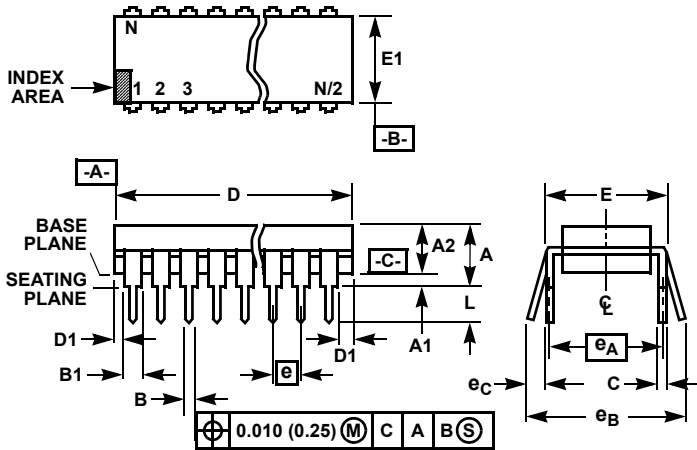 N
E1
INDEX
AREA
1 2 3 N/2
-B-
-A-
D
E
BASE
PLANE
A2
A
-C-
SEATING
PLANE
L
C
L
D1
A1
D1
eA
B1
e
eC
C
B
eB
0.010 (0.25) M C A B S